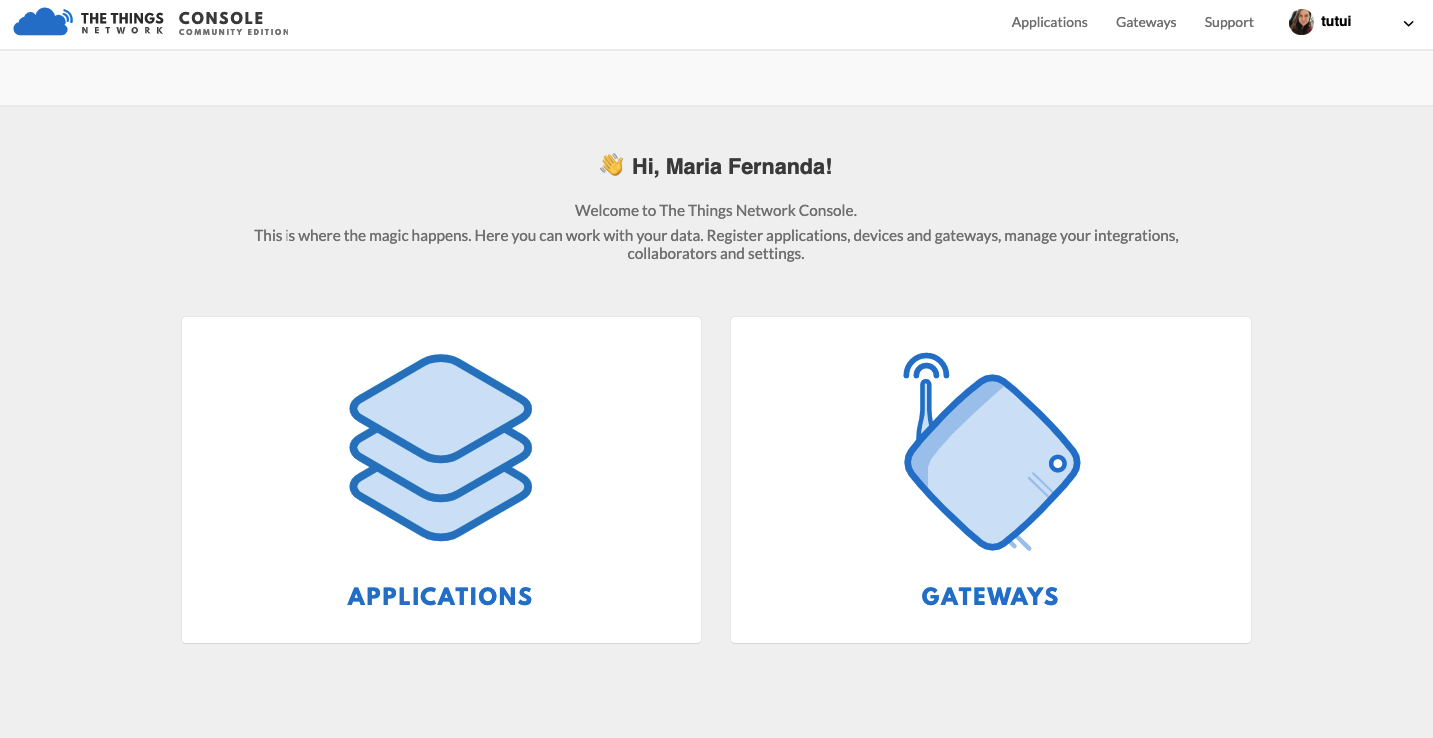 THE THINGS CONSOLE
NETWORK COMMUNITY EDITION
Applications Gateways Support tutui
👋 Hi, Maria Fernanda!
Welcome to The Things Network Console.
This is where the magic happens. Here you can work with your data. Register applications, devices and gateways, manage your integrations,
collaborators and settings.
APPLICATIONS
GATEWAYS